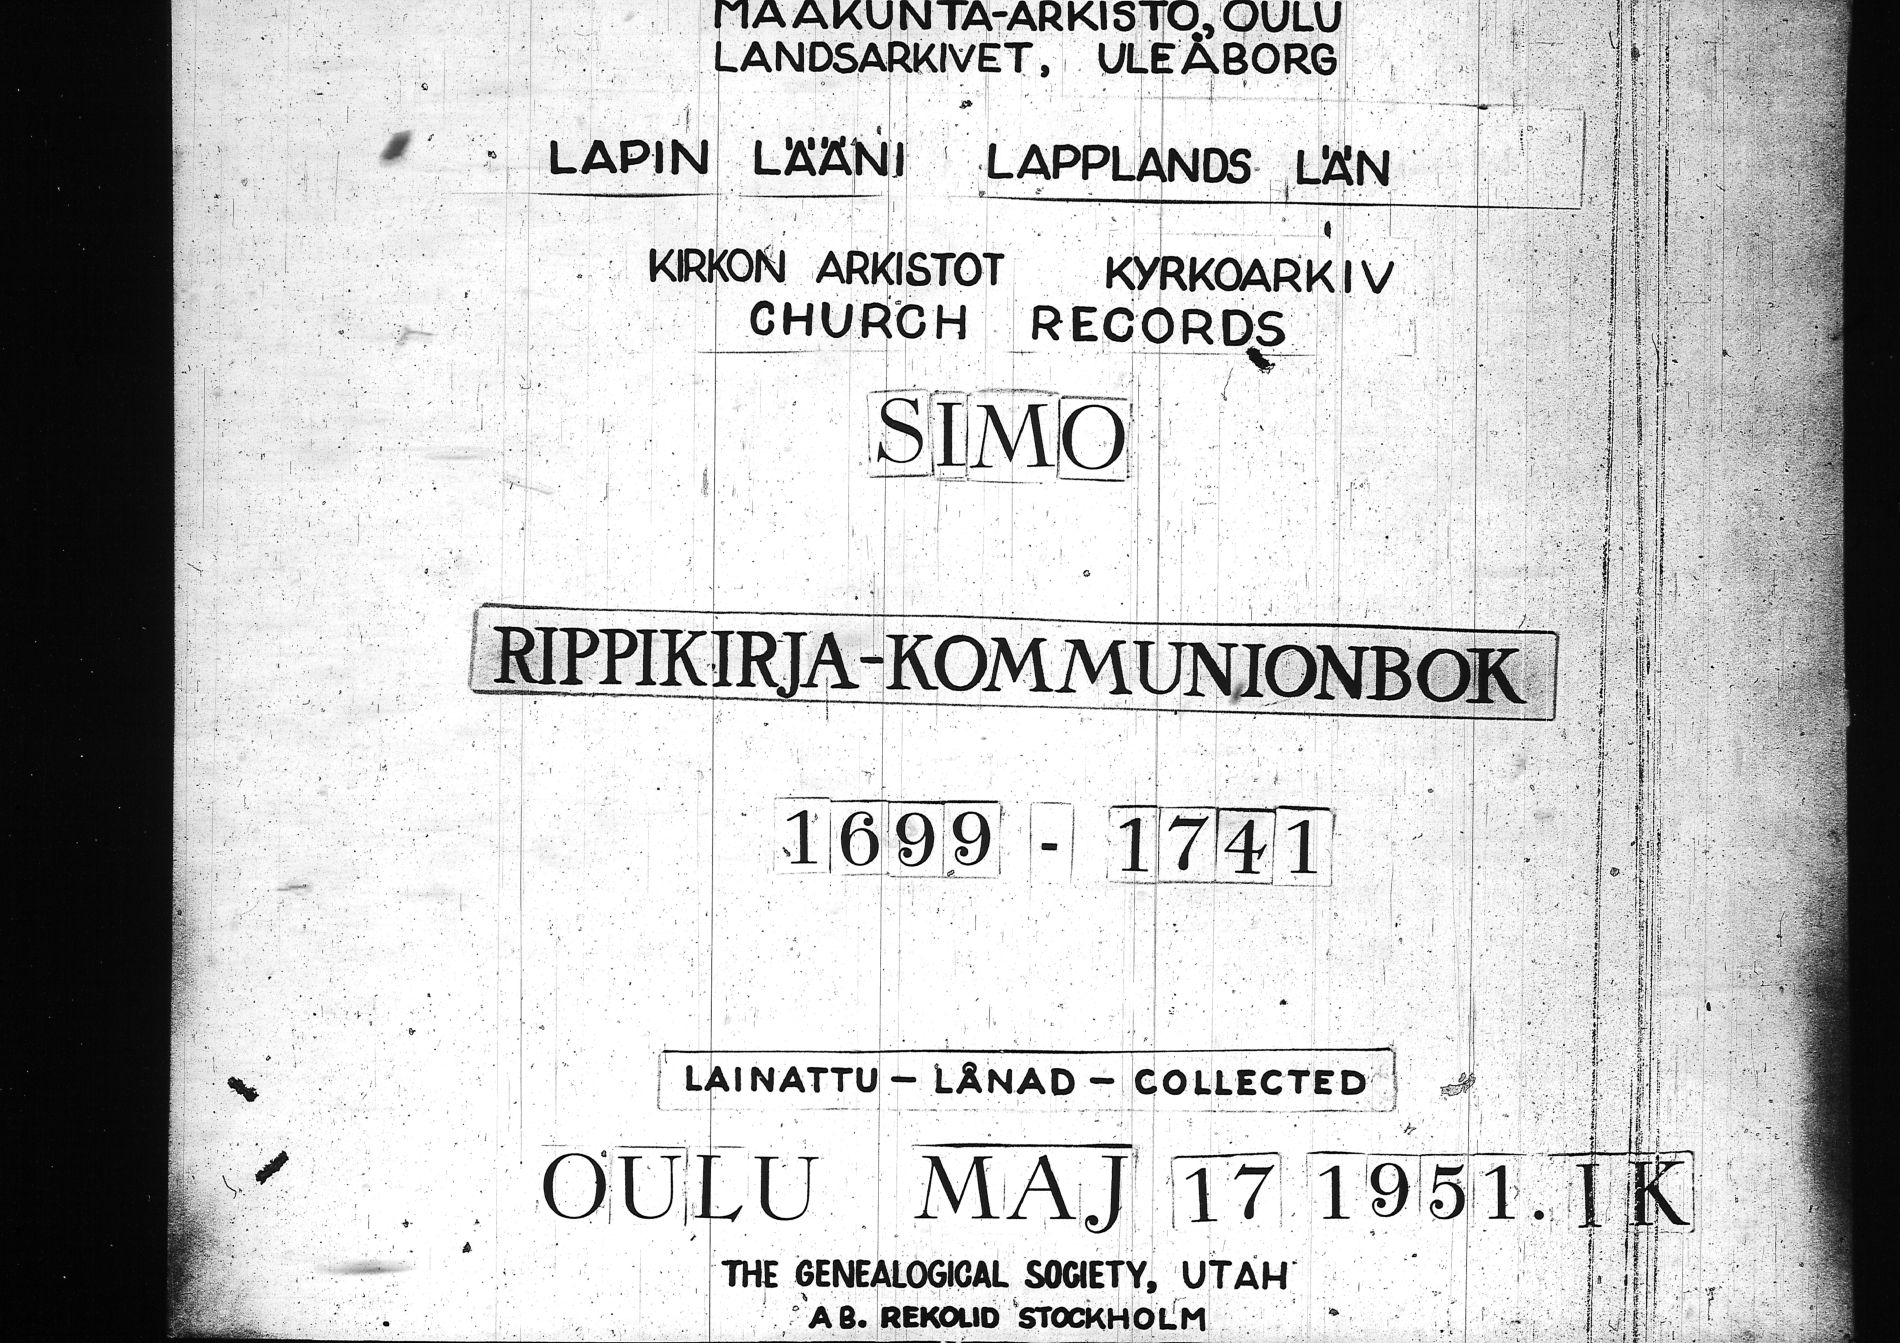 MAAKUNTA-ARKISTO, OULU
LANDSARKIVET, ULEÅBORG
LAPIN LÄÄNI LAPPLANDS LÄN
KIRKON ARKISTOT KYRKOARKIV
CHURCH RECORDS
SIMO
RIPPIKIRJA-KOMMUNIONBOK
1699 - 1741
LAINATTU - LÅNAD - COLLECTED
OULU MAJ 17 1951. IK
THE GENEALOGICAL SOCIETY, UTAH
AB. REKOLID STOCKHOLM